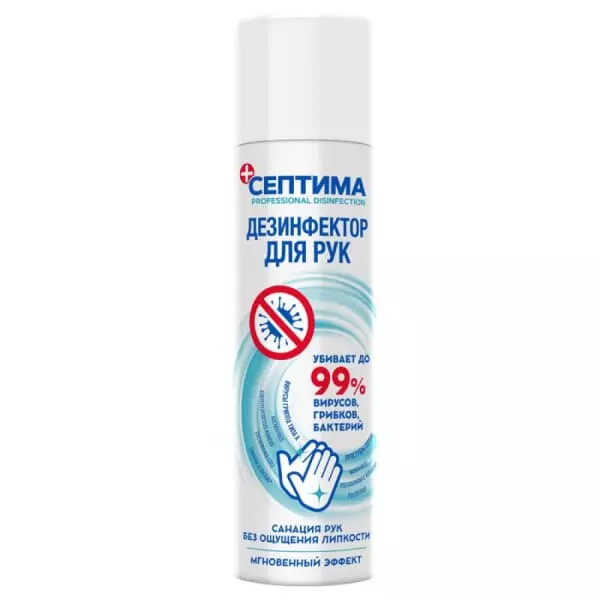 СЕПТИМА
PROFESSIONAL DISINFECTION
ДЕЗИНФЕКТОР
ДЛЯ РУК
УБИВАЕТ ДО
99%
ВИРУСОВ,
ГРИБКОВ,
БАКТЕРИЙ
САНАЦИЯ РУК
БЕЗ ОЩУЩЕНИЯ ЛИПКОСТИ
МГНОВЕННЫЙ ЭФФЕКТ